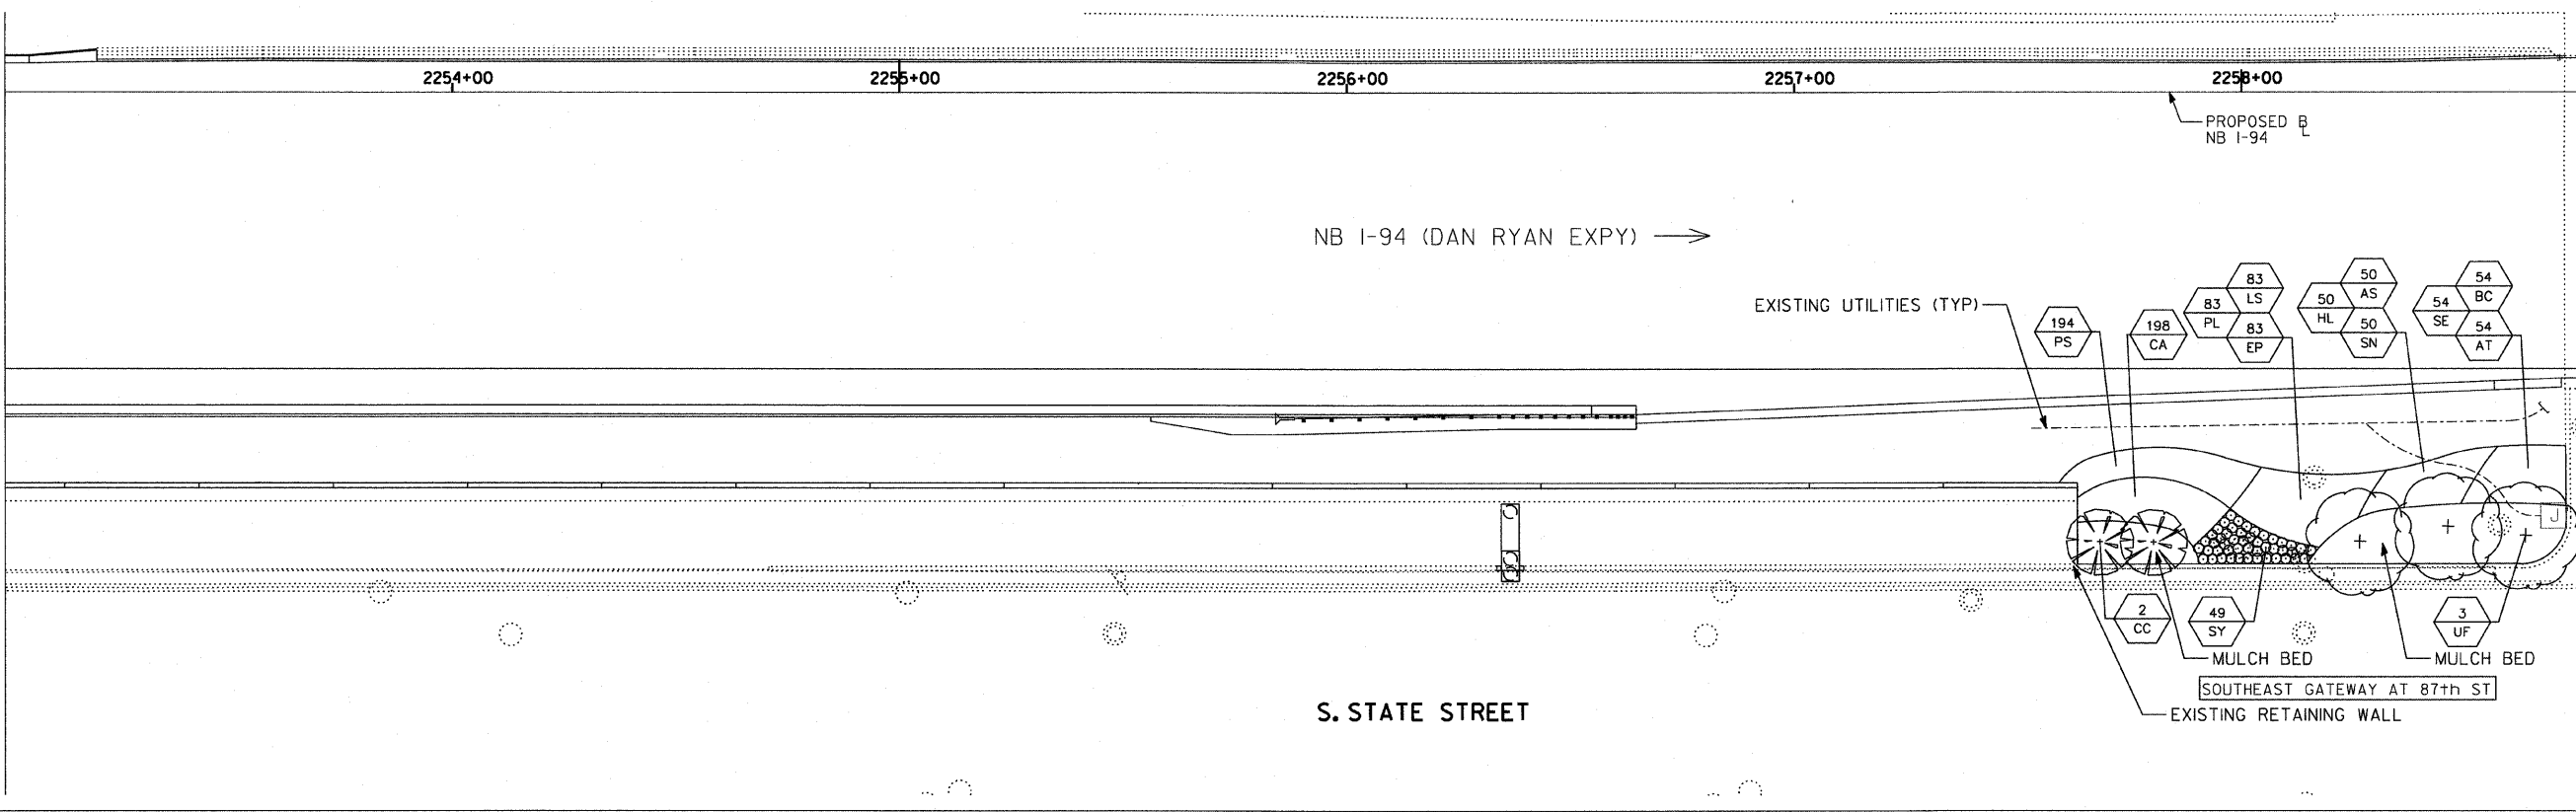 2254+00
2255+00
2256+00
2257+00
2258+00
PROPOSED BL
NB I-94
NB I-94 (DAN RYAN EXPY)
EXISTING UTILITIES (TYP)
194
PS
198
CA
83
LS
83
PL
83
EP
50
AS
50
HL
50
SN
54
BC
54
SE
54
AT
J
2
CC
49
SY
3
UF
MULCH BED
MULCH BED
SOUTHEAST GATEWAY AT 87th ST
EXISTING RETAINING WALL
S. STATE STREET